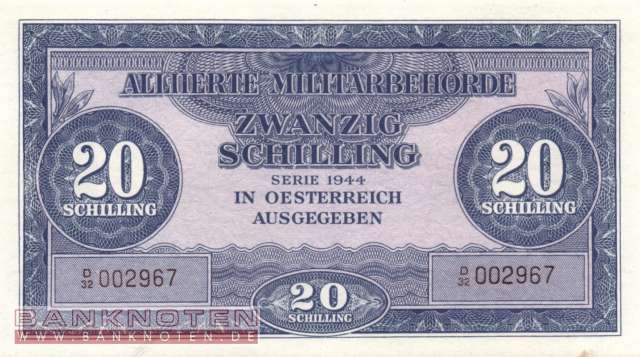 ALLIIERTE MILITÄRBEHÖRDE
ZWANZIG
SCHILLING
SERIE 1944
IN OESTERREICH
AUSGEGEBEN
20
SCHILLING
20
SCHILLING
D/32 002967
D/32 002967
20
SCHILLING
BANKNOTEN
WWW.BANKNOTEN.DE